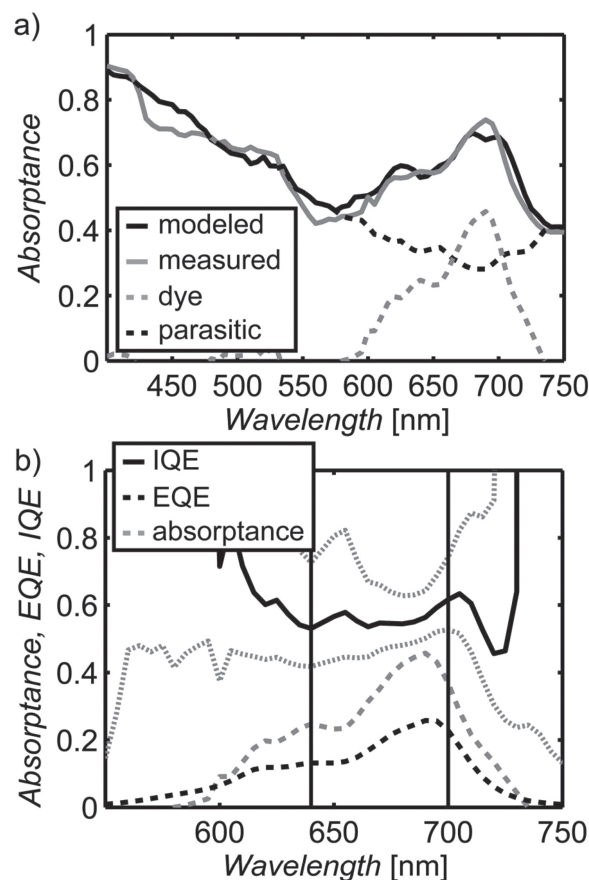 a)
1
0.8
0.6
0.4
0.2
0
Absorptance
modeled
measured
dye
parasitic
450 500 550 600 650 700 750
Wavelength [nm]
b)
1
0.8
0.6
0.4
0.2
0
Absorptance, EQE, IQE
IQE
EQE
absorptance
600 650 700 750
Wavelength [nm]